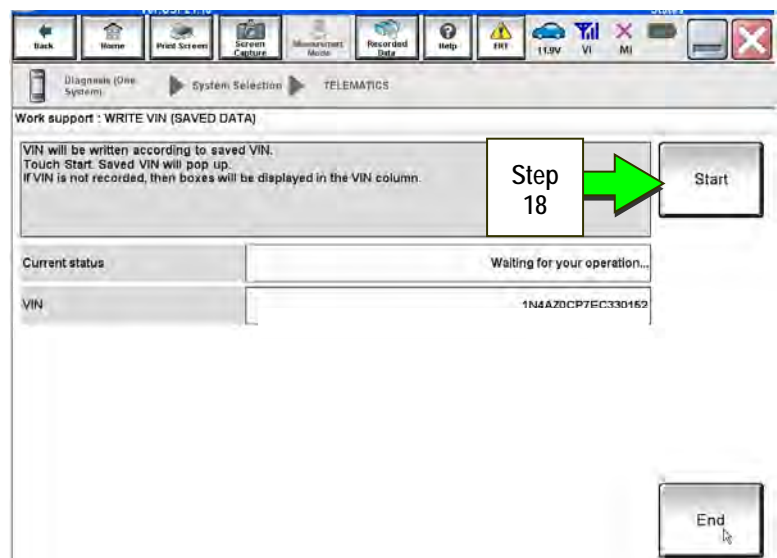 Back
Home
Print Screen
Screen Capture
Measurement Mode
Recorded Data
Help
ERT
11.9V
VI
MI
Diagnosis (One System)
System Selection
TELEMATICS
Work support : WRITE VIN (SAVED DATA)
VIN will be written according to saved VIN.
Touch Start. Saved VIN will pop up.
If VIN is not recorded, then boxes will be displayed in the VIN column.
Step
18
Start
Current status
Waiting for your operation...
VIN
1N4AZ0CP7EC330152
End